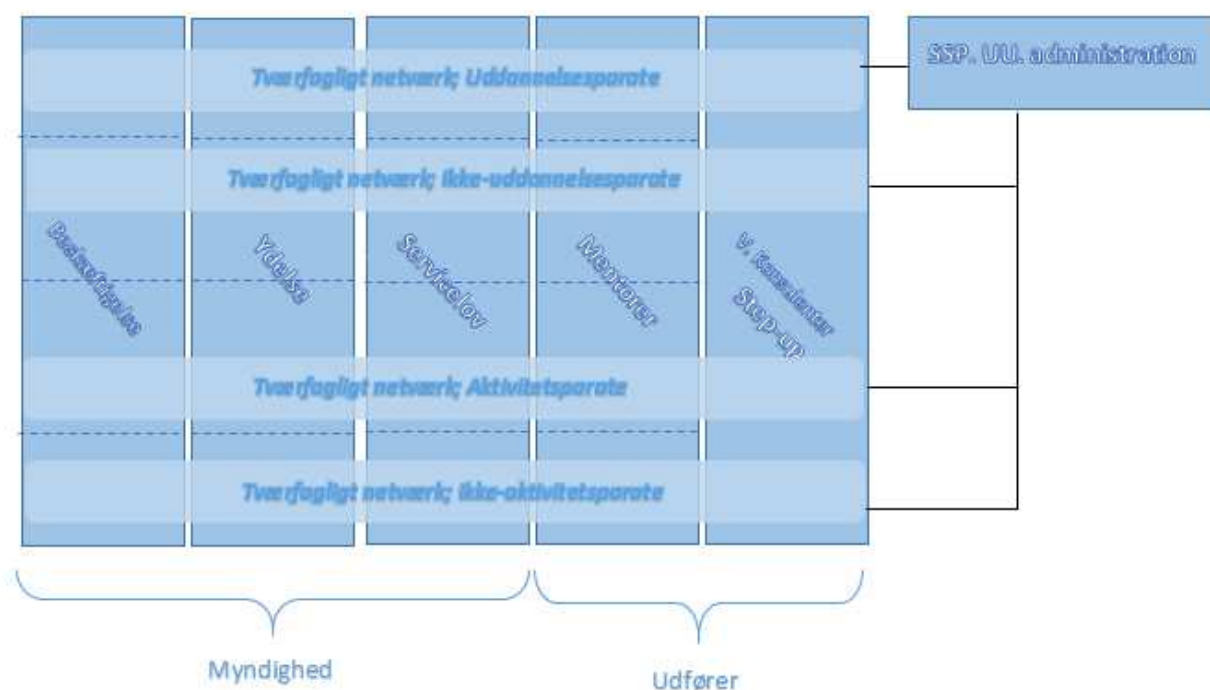 Tværfagligt netværk; Uddannelsesparate
SSP. UU. administration
Tværfagligt netværk; Ikke-uddannelsesparate
Beskæftigelse
Ydelse
Servicelov
Mentorer
V. Konsulenter
Step-up
Tværfagligt netværk; Aktivitetsparate
Tværfagligt netværk; Ikke-aktivitetsparate
Myndighed
Udfører